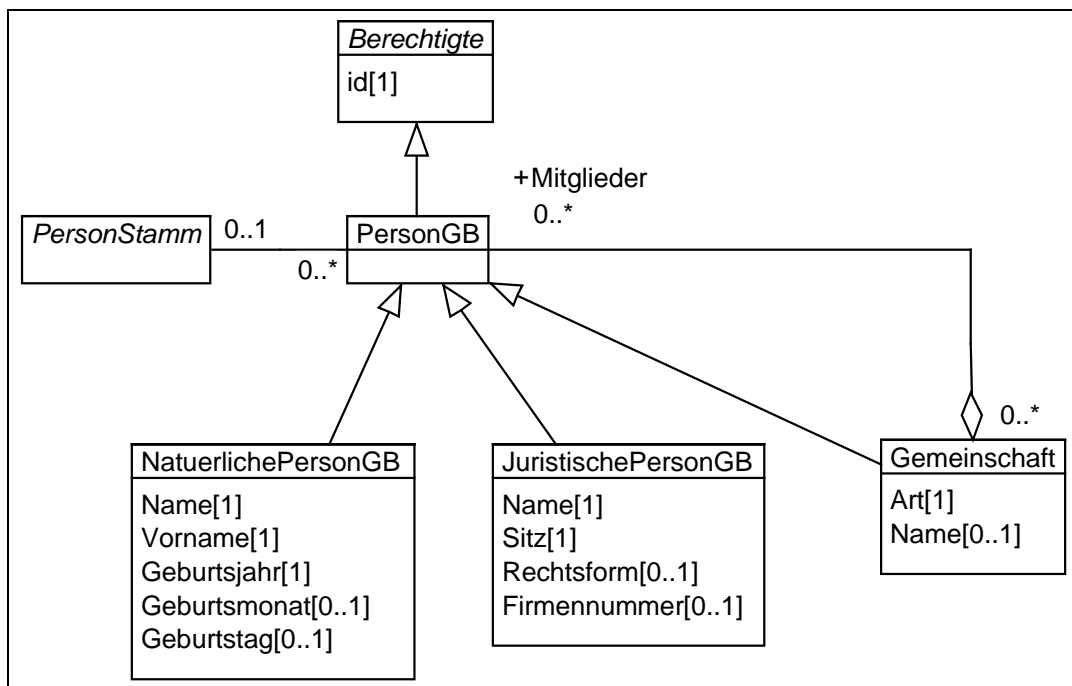 Berechtigte
id[1]
+Mitglieder
0..*
PersonStamm
0..1
0..*
PersonGB
0..*
NatuerlichePersonGB
Name[1]
Vorname[1]
Geburtsjahr[1]
Geburtsmonat[0..1]
Geburtstag[0..1]
JuristischePersonGB
Name[1]
Sitz[1]
Rechtsform[0..1]
Firmennummer[0..1]
Gemeinschaft
Art[1]
Name[0..1]